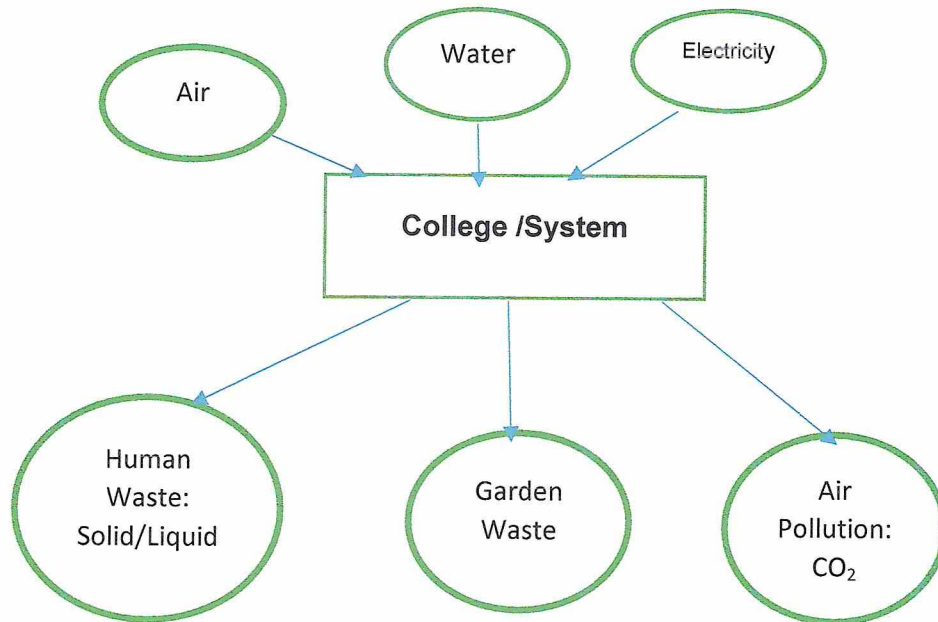 Air
Water
Electricity
College /System
Human
Waste:
Solid/Liquid
Garden
Waste
Air
Pollution:
CO₂